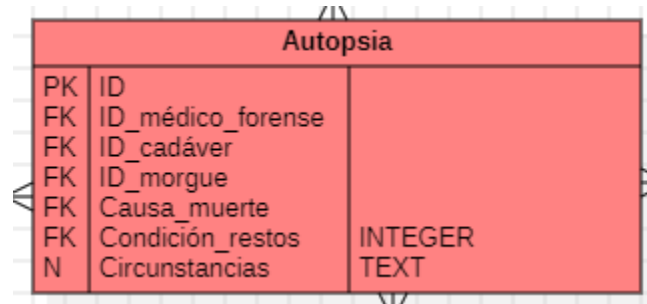 Autopsia
PK ID
FK ID_médico_forense
FK ID_cadáver
FK ID_morgue
FK Causa_muerte
FK Condición_restos INTEGER
N Circunstancias TEXT